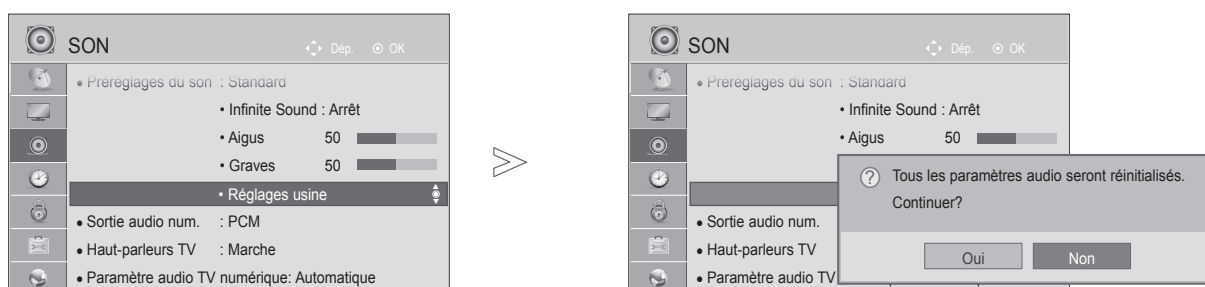 SON Dép. OK
• Préréglages du son : Standard
• Infinite Sound : Arrêt
• Aigus 50
• Graves 50
• Réglages usine
• Sortie audio num. : PCM
• Haut-parleurs TV : Marche
• Paramètre audio TV numérique: Automatique
SON Dép. OK
• Préréglages du son : Standard
• Infinite Sound : Arrêt
• Aigus 50
? Tous les paramètres audio seront réinitialisés.
Continuer?
• Sortie audio num.
• Haut-parleurs TV
Oui Non
• Paramètre audio TV